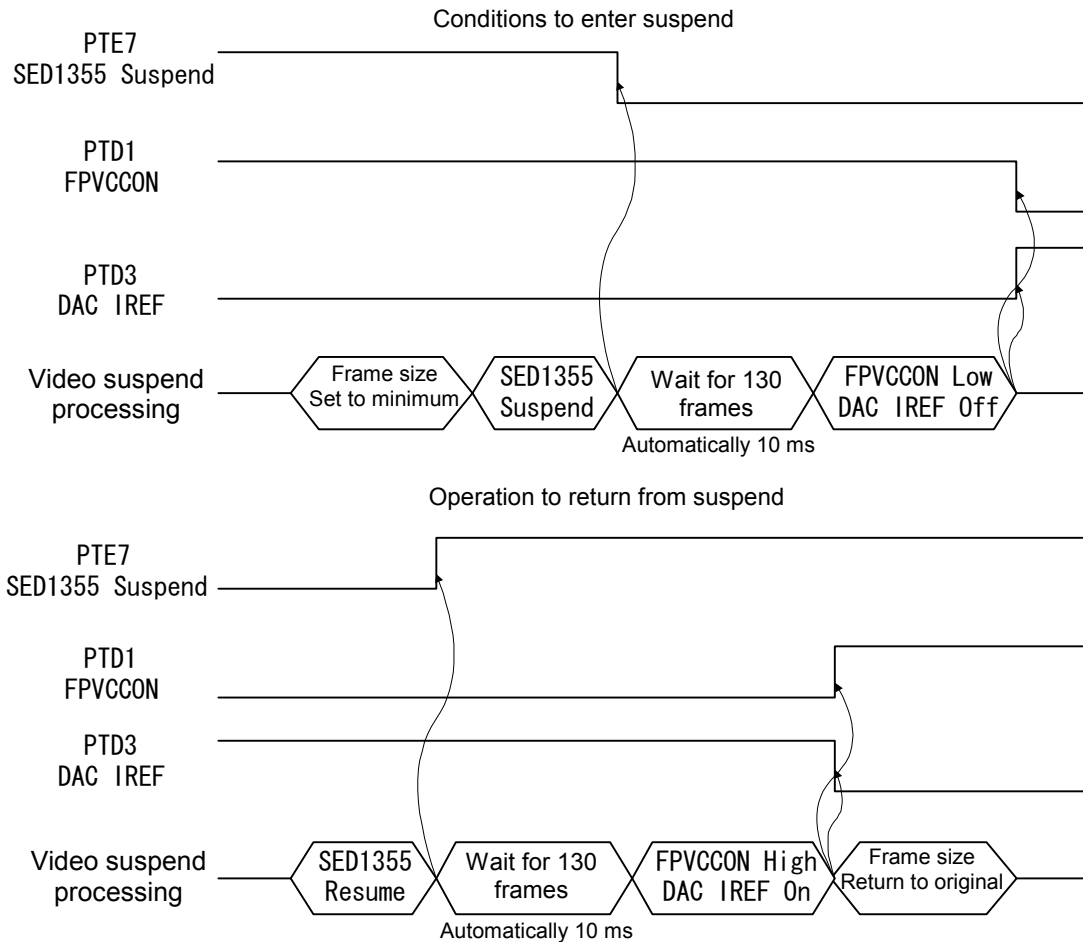 Conditions to enter suspend
PTE7
SED1355 Suspend
PTD1
FPVCCON
PTD3
DAC IREF
Video suspend
processing
Frame size
Set to minimum
SED1355
Suspend
Wait for 130
frames
FPVCCON Low
DAC IREF Off
Automatically 10 ms
Operation to return from suspend
PTE7
SED1355 Suspend
PTD1
FPVCCON
PTD3
DAC IREF
Video suspend
processing
SED1355
Resume
Wait for 130
frames
FPVCCON High
DAC IREF On
Frame size
Return to original
Automatically 10 ms